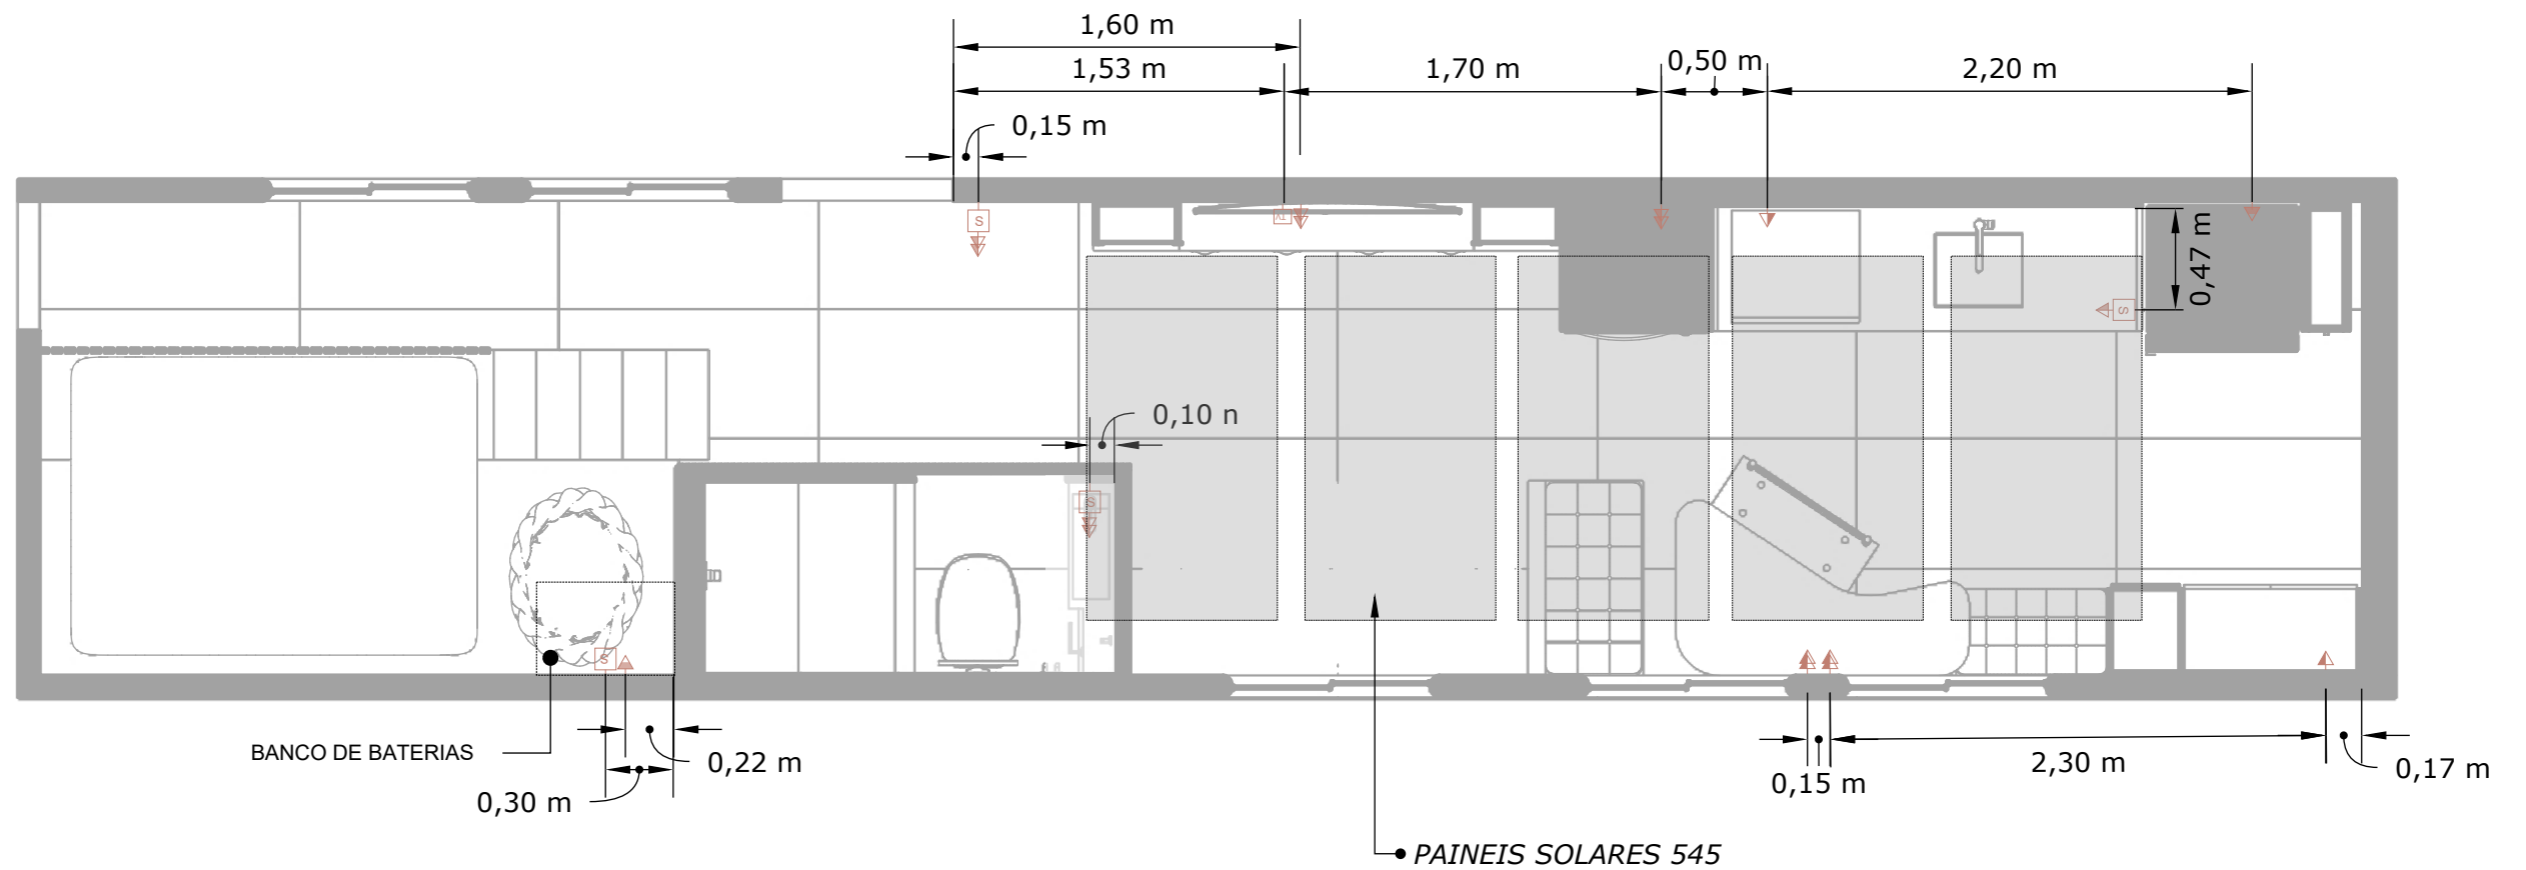 1,60 m
1,53 m
1,70 m
0,50 m
2,20 m
0,15 m
S
TV
0,47 m
S
0,10 n
S
S
BANCO DE BATERIAS
0,22 m
0,30 m
0,15 m
2,30 m
0,17 m
PAINEIS SOLARES 545